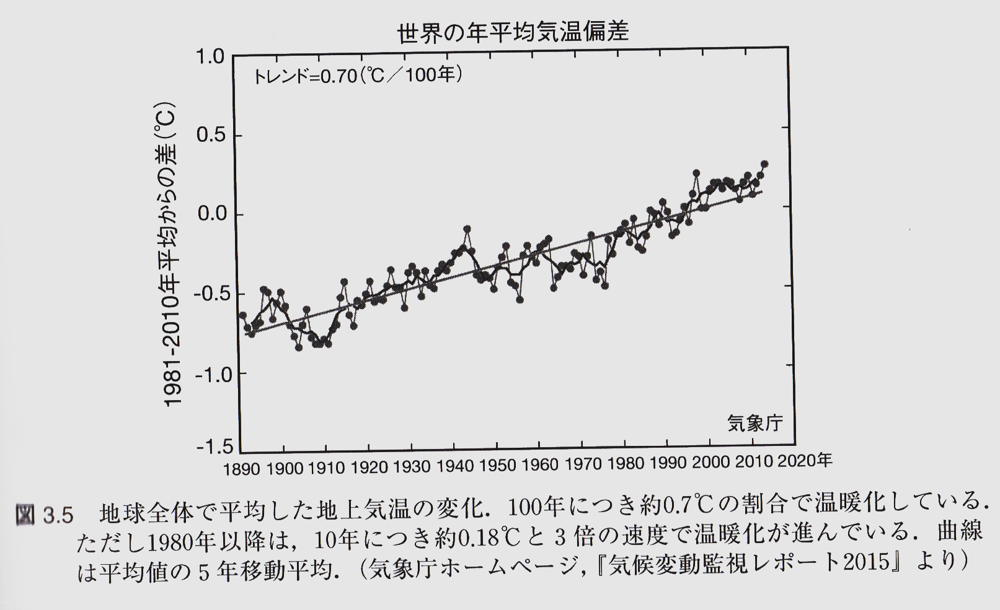 世界の年平均気温偏差
トレンド=0.70(℃／100年)
1981-2010年平均からの差(℃)
1.0
0.5
0.0
-0.5
-1.0
-1.5
気象庁
1890 1900 1910 1920 1930 1940 1950 1960 1970 1980 1990 2000 2010 2020年
図 3.5　地球全体で平均した地上気温の変化．100年につき約0.7℃の割合で温暖化している．
ただし1980年以降は，10年につき約0.18℃と 3 倍の速度で温暖化が進んでいる．曲線
は平均値の 5 年移動平均．（気象庁ホームページ，『気候変動監視レポート2015』より）